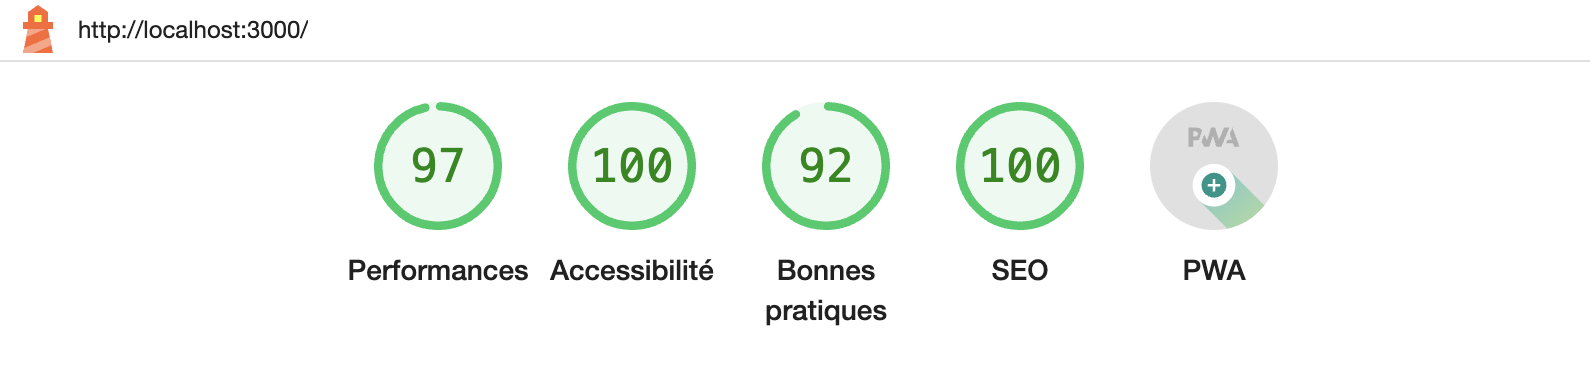 http://localhost:3000/
97
100
92
100
PWA
Performances
Accessibilité
Bonnes
pratiques
SEO
PWA